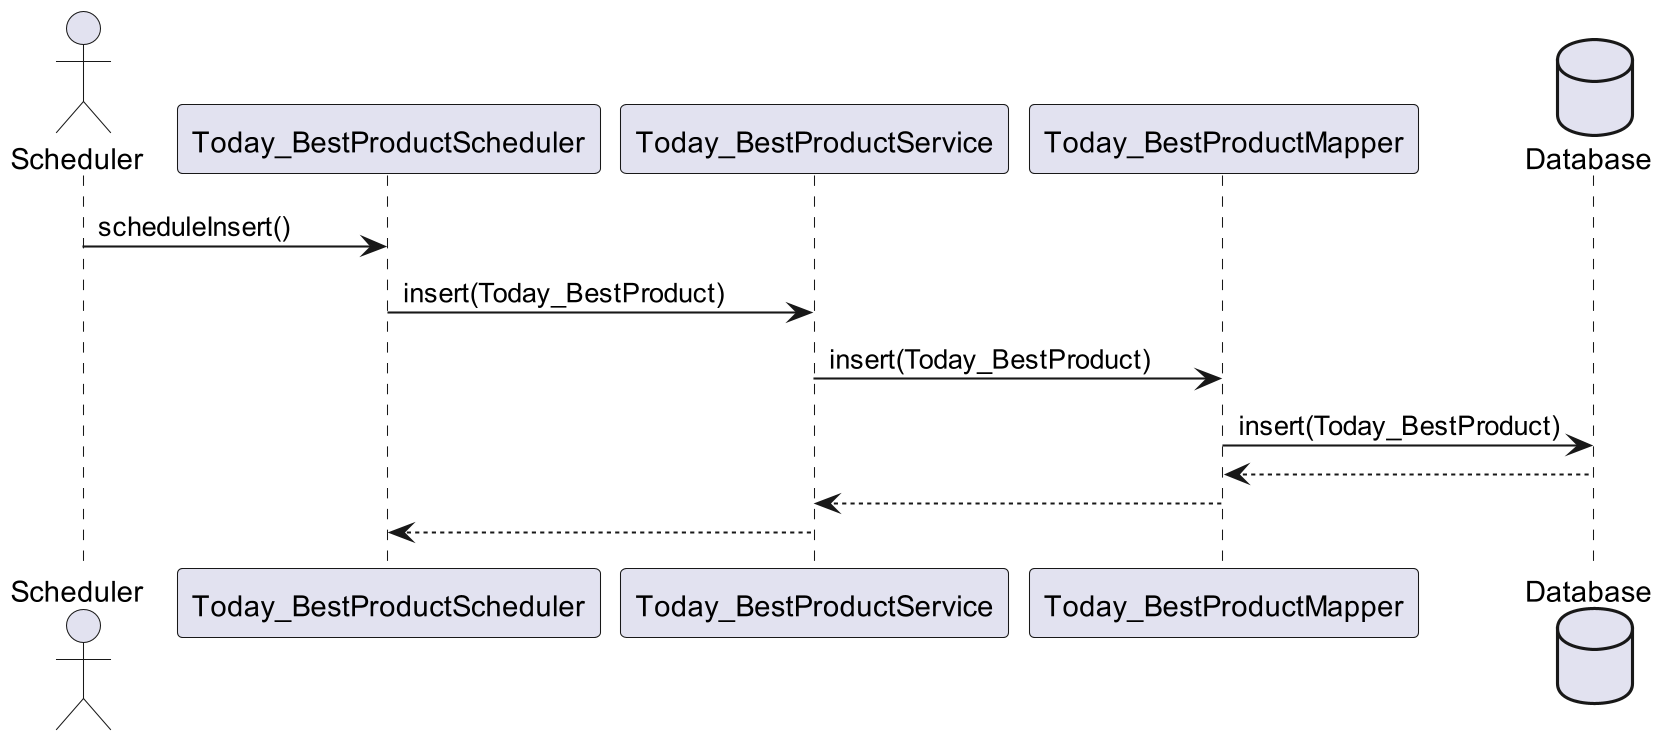 Scheduler
Today_BestProductScheduler
Today_BestProductService
Today_BestProductMapper
Database
scheduleInsert()
insert(Today_BestProduct)
insert(Today_BestProduct)
insert(Today_BestProduct)
Scheduler
Today_BestProductScheduler
Today_BestProductService
Today_BestProductMapper
Database